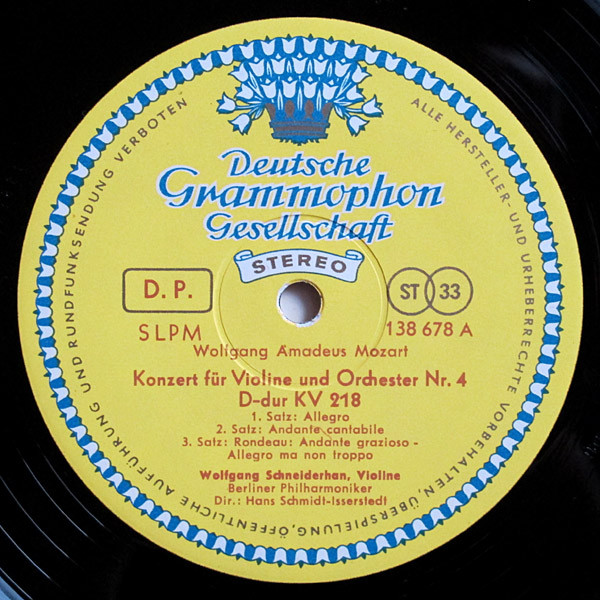 Deutsche
Grammophon
Gesellschaft
STEREO
D. P.
ST 33
SLPM
138 678 A
Wolfgang Amadeus Mozart
Konzert für Violine und Orchester Nr. 4
D-dur KV 218
1. Satz: Allegro
2. Satz: Andante cantabile
3. Satz: Rondeau: Andante grazioso -
Allegro ma non troppo
Wolfgang Schneiderhan, Violine
Berliner Philharmoniker
Dir.: Hans Schmidt-Isserstedt
ALLE HERSTELLER- UND URHEBERRECHTE VORBEHALTEN, ÜBERSPIELUNG, ÖFFENTLICHE AUFFÜHRUNG UND RUNDFUNKSENDUNG VERBOTEN